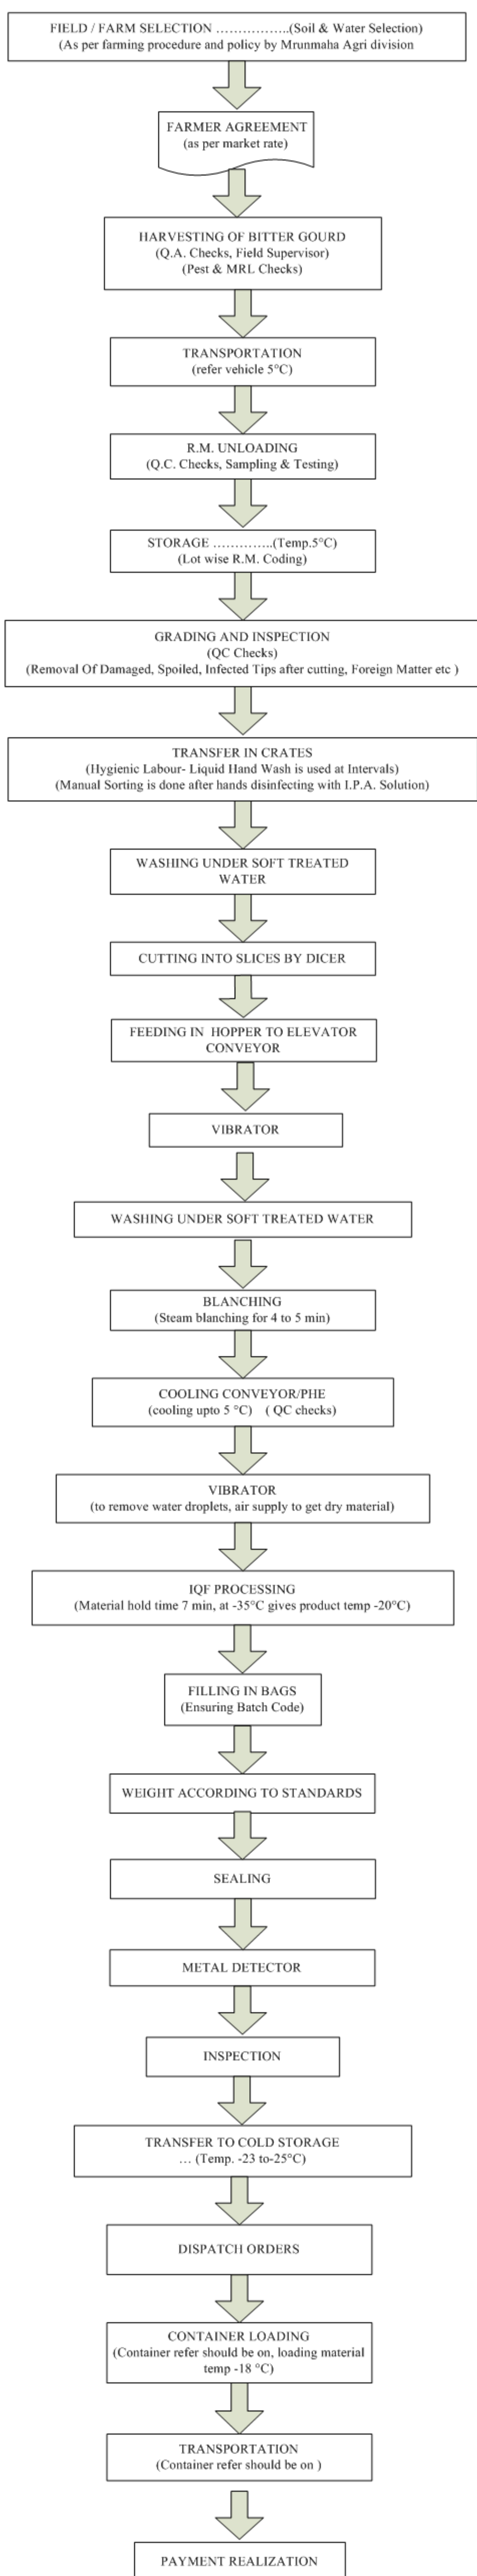 FIELD / FARM SELECTION ……………..(Soil & Water Selection)
(As per farming procedure and policy by Mrunmaha Agri division
FARMER AGREEMENT
(as per market rate)
HARVESTING OF BITTER GOURD
(Q.A. Checks, Field Supervisor)
(Pest & MRL Checks)
TRANSPORTATION
(refer vehicle 5°C)
R.M. UNLOADING
(Q.C. Checks, Sampling & Testing)
STORAGE …………..(Temp.5°C)
(Lot wise R.M. Coding)
GRADING AND INSPECTION
(QC Checks)
(Removal Of Damaged, Spoiled, Infected Tips after cutting, Foreign Matter etc )
TRANSFER IN CRATES
(Hygienic Labour- Liquid Hand Wash is used at Intervals)
(Manual Sorting is done after hands disinfecting with I.P.A. Solution)
WASHING UNDER SOFT TREATED
WATER
CUTTING INTO SLICES BY DICER
FEEDING IN HOPPER TO ELEVATOR
CONVEYOR
VIBRATOR
WASHING UNDER SOFT TREATED WATER
BLANCHING
(Steam blanching for 4 to 5 min)
COOLING CONVEYOR/PHE
(cooling upto 5 °C) ( QC checks)
VIBRATOR
(to remove water droplets, air supply to get dry material)
IQF PROCESSING
(Material hold time 7 min, at -35°C gives product temp -20°C)
FILLING IN BAGS
(Ensuring Batch Code)
WEIGHT ACCORDING TO STANDARDS
SEALING
METAL DETECTOR
INSPECTION
TRANSFER TO COLD STORAGE
… (Temp. -23 to-25°C)
DISPATCH ORDERS
CONTAINER LOADING
(Container refer should be on, loading material
temp -18 °C)
TRANSPORTATION
(Container refer should be on )
PAYMENT REALIZATION